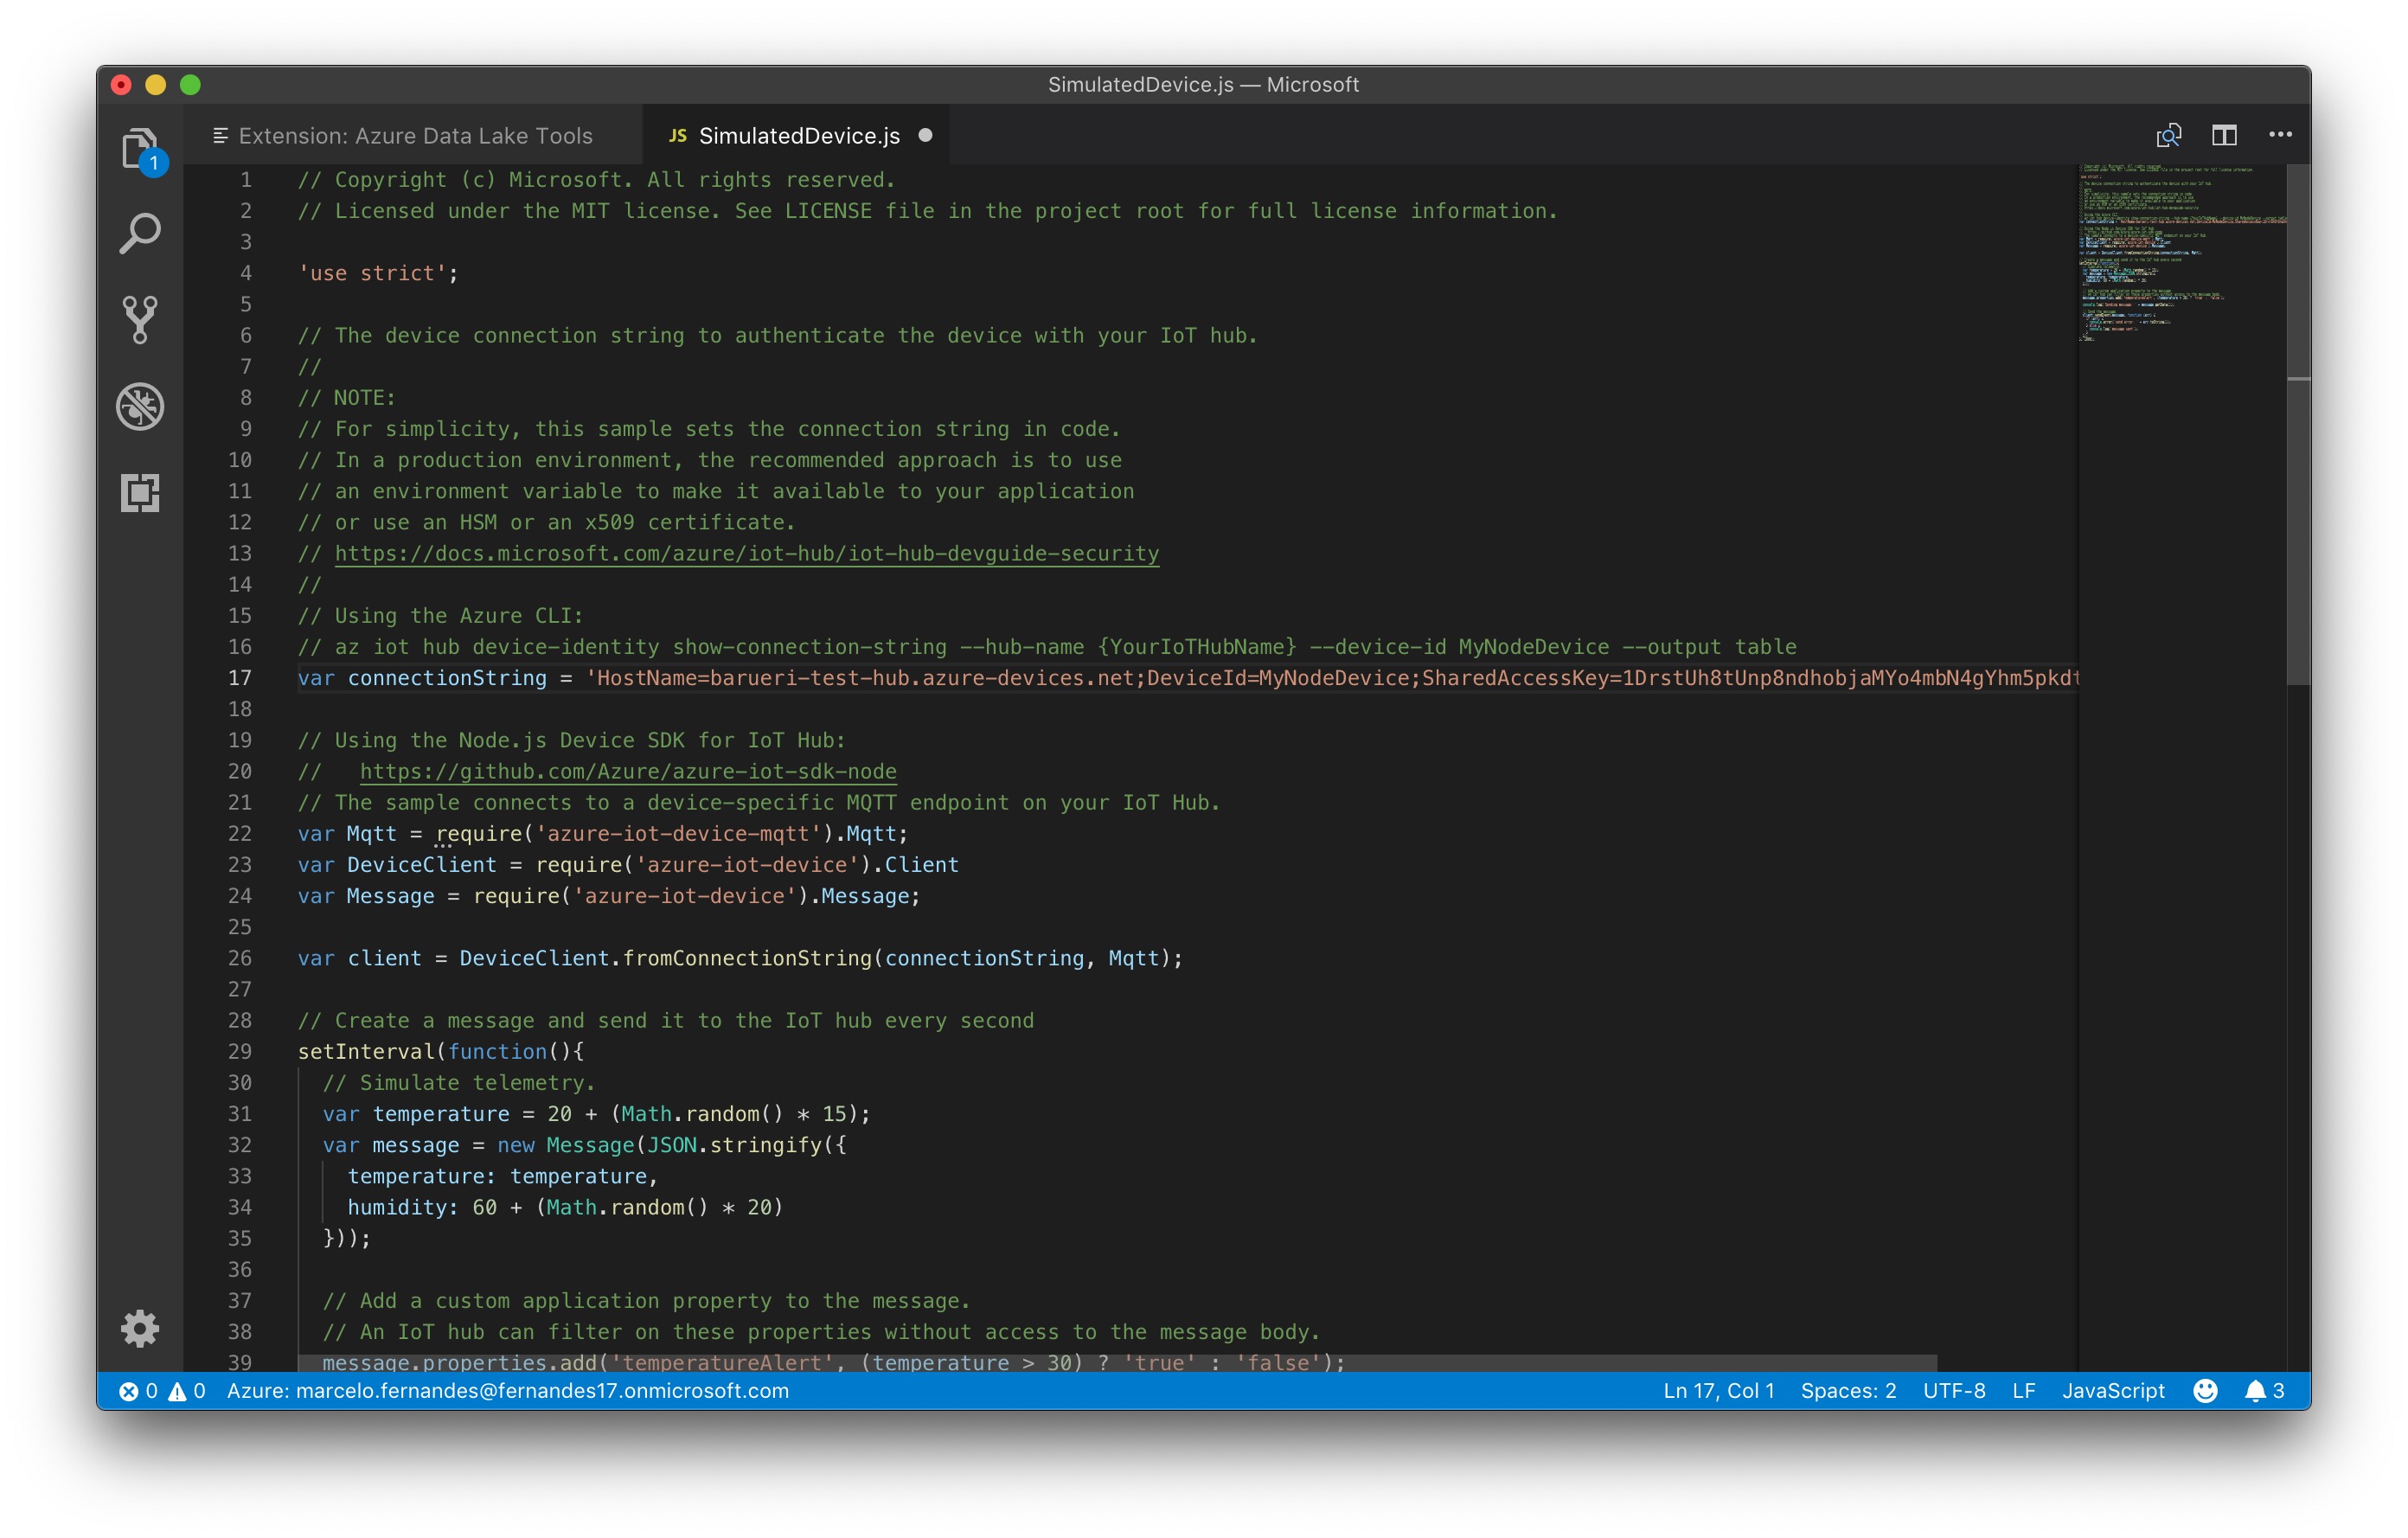 SimulatedDevice.js — Microsoft
Extension: Azure Data Lake Tools
JS SimulatedDevice.js
1
1 // Copyright (c) Microsoft. All rights reserved.
2 // Licensed under the MIT license. See LICENSE file in the project root for full license information.
3
4 'use strict';
5
6 // The device connection string to authenticate the device with your IoT hub.
7 //
8 // NOTE:
9 // For simplicity, this sample sets the connection string in code.
10 // In a production environment, the recommended approach is to use
11 // an environment variable to make it available to your application
12 // or use an HSM or an x509 certificate.
13 // https://docs.microsoft.com/azure/iot-hub/iot-hub-devguide-security
14 //
15 // Using the Azure CLI:
16 // az iot hub device-identity show-connection-string --hub-name {YourIoTHubName} --device-id MyNodeDevice --output table
17 var connectionString = 'HostName=barueri-test-hub.azure-devices.net;DeviceId=MyNodeDevice;SharedAccessKey=1DrstUh8tUnp8ndhobjaMYo4mbN4gYhm5pkdt
18
19 // Using the Node.js Device SDK for IoT Hub:
20 //   https://github.com/Azure/azure-iot-sdk-node
21 // The sample connects to a device-specific MQTT endpoint on your IoT Hub.
22 var Mqtt = require('azure-iot-device-mqtt').Mqtt;
23 var DeviceClient = require('azure-iot-device').Client
24 var Message = require('azure-iot-device').Message;
25
26 var client = DeviceClient.fromConnectionString(connectionString, Mqtt);
27
28 // Create a message and send it to the IoT hub every second
29 setInterval(function(){
30   // Simulate telemetry.
31   var temperature = 20 + (Math.random() * 15);
32   var message = new Message(JSON.stringify({
33     temperature: temperature,
34     humidity: 60 + (Math.random() * 20)
35   }));
36
37   // Add a custom application property to the message.
38   // An IoT hub can filter on these properties without access to the message body.
39   message.properties.add('temperatureAlert', (temperature > 30) ? 'true' : 'false');
0 0 Azure: marcelo.fernandes@fernandes17.onmicrosoft.com Ln 17, Col 1 Spaces: 2 UTF-8 LF JavaScript 3